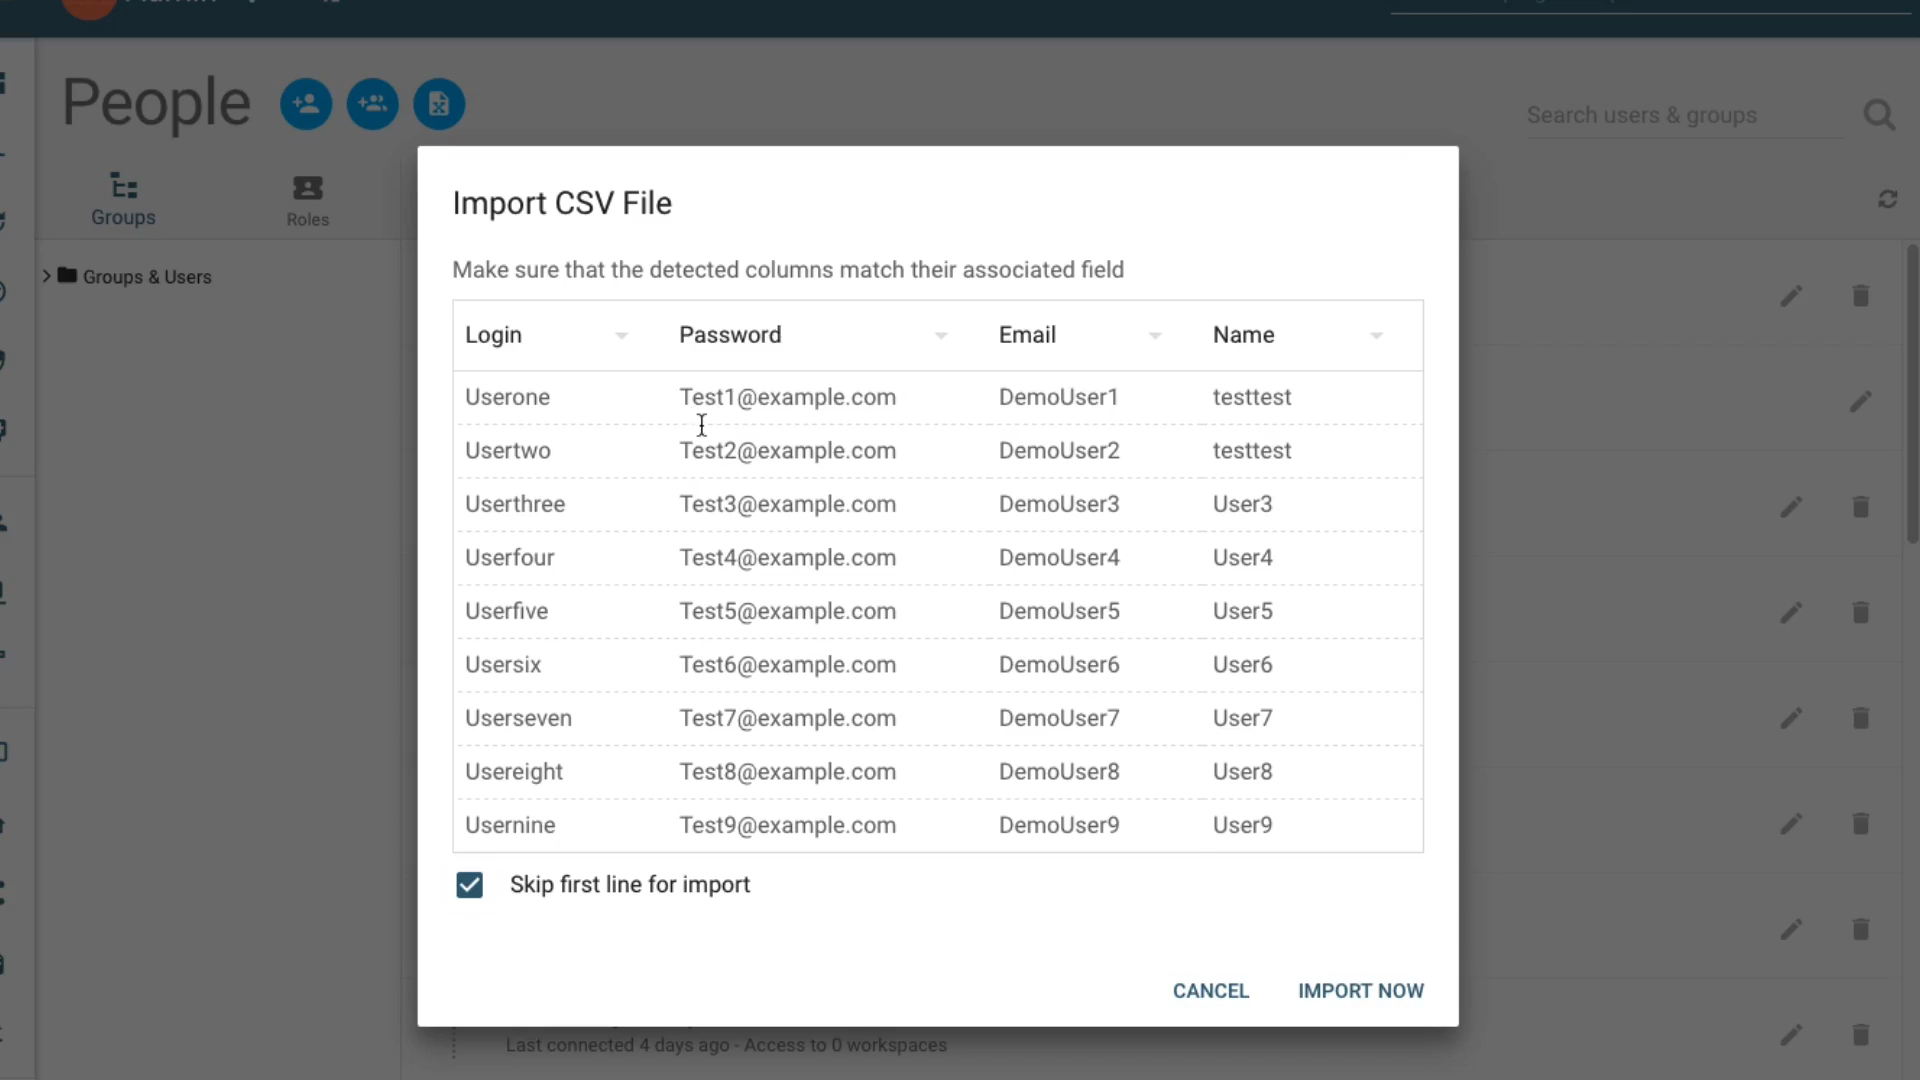 People
Search users & groups
Groups
Roles
Groups & Users
Import CSV File
Make sure that the detected columns match their associated field
Login Password Email Name
Userone Test1@example.com DemoUser1 testtest
Usertwo Test2@example.com DemoUser2 testtest
Userthree Test3@example.com DemoUser3 User3
Userfour Test4@example.com DemoUser4 User4
Userfive Test5@example.com DemoUser5 User5
Usersix Test6@example.com DemoUser6 User6
Userseven Test7@example.com DemoUser7 User7
Usereight Test8@example.com DemoUser8 User8
Usernine Test9@example.com DemoUser9 User9
Skip first line for import
CANCEL IMPORT NOW
Last connected 4 days ago - Access to 0 workspaces